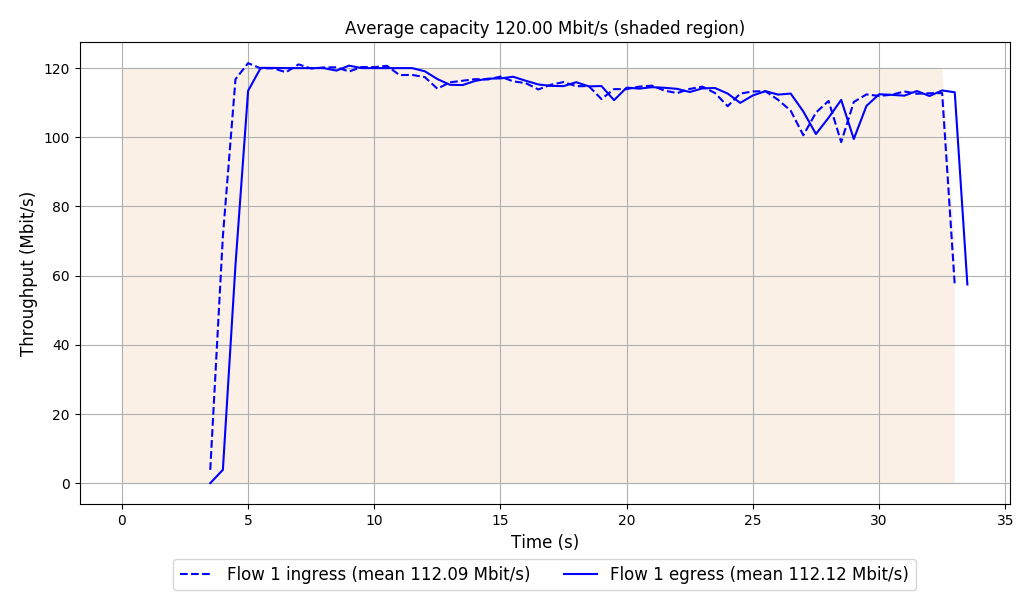 Average capacity 120.00 Mbit/s (shaded region)
Throughput (Mbit/s)
120
100
80
60
40
20
0
0 5 10 15 20 25 30 35
Time (s)
Flow 1 ingress (mean 112.09 Mbit/s) Flow 1 egress (mean 112.12 Mbit/s)